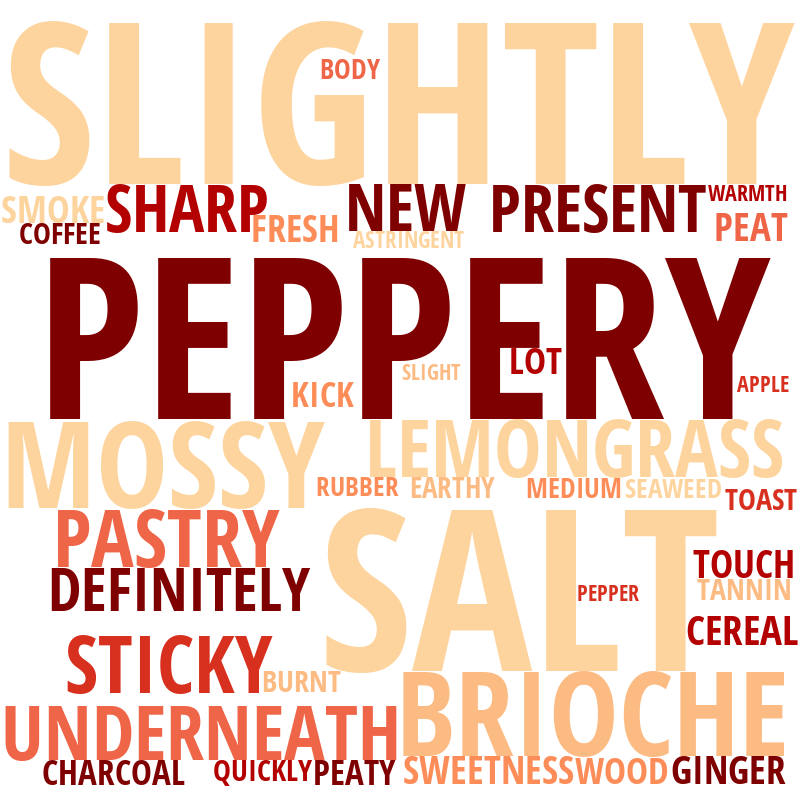 SLIGHTLY
BODY
SMOKE SHARP NEW PRESENT WARMTH
COFFEE FRESH ASTRINGENT PEAT
PEPPERY
KICK SLIGHT LOT APPLE
MOSSY LEMONGRASS
RUBBER EARTHY MEDIUM SEAWEED TOAST
PASTRY SALT
DEFINITELY PEPPER TOUCH
TANNIN
CEREAL
STICKY BURNT
UNDERNEATH BRIOCHE
CHARCOAL QUICKLY PEATY SWEETNESS WOOD GINGER